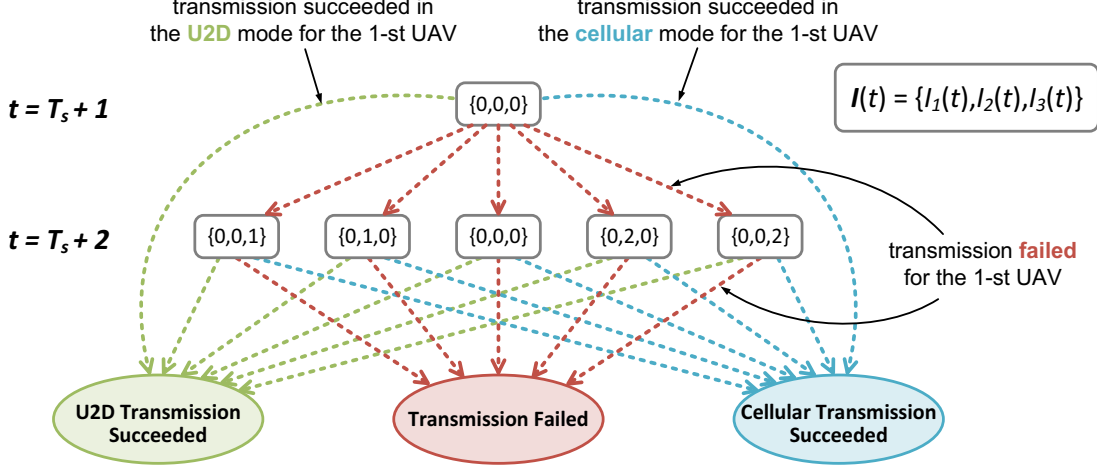 transmission succeeded in
the U2D mode for the 1-st UAV
transmission succeeded in
the cellular mode for the 1-st UAV
t = Tₛ + 1
{0,0,0}
I(t) = {I₁(t),I₂(t),I₃(t)}
t = Tₛ + 2
{0,0,1}
{0,1,0}
{0,0,0}
{0,2,0}
{0,0,2}
transmission failed
for the 1-st UAV
U2D Transmission
Succeeded
Transmission Failed
Cellular Transmission
Succeeded